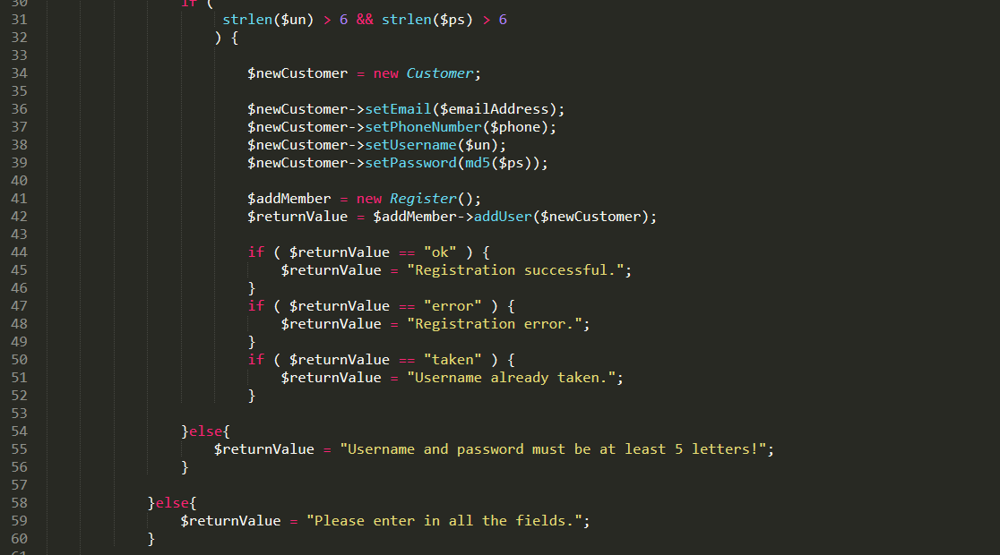 30 if (
31 strlen($un) > 6 && strlen($ps) > 6
32 ) {
33
34 $newCustomer = new Customer;
35
36 $newCustomer->setEmail($emailAddress);
37 $newCustomer->setPhoneNumber($phone);
38 $newCustomer->setUsername($un);
39 $newCustomer->setPassword(md5($ps));
40
41 $addMember = new Register();
42 $returnValue = $addMember->addUser($newCustomer);
43
44 if ( $returnValue == "ok" ) {
45 $returnValue = "Registration successful.";
46 }
47 if ( $returnValue == "error" ) {
48 $returnValue = "Registration error.";
49 }
50 if ( $returnValue == "taken" ) {
51 $returnValue = "Username already taken.";
52 }
53
54 }else{
55 $returnValue = "Username and password must be at least 5 letters!";
56 }
57
58 }else{
59 $returnValue = "Please enter in all the fields.";
60 }
61